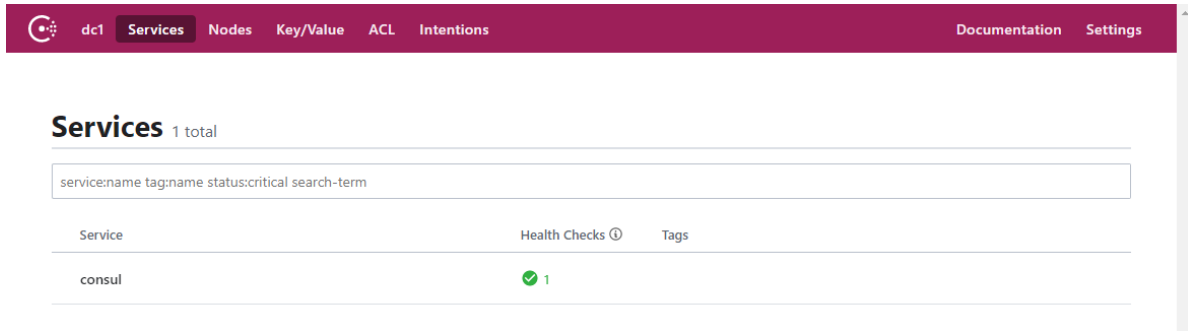 dc1 Services Nodes Key/Value ACL Intentions Documentation Settings
Services 1 total
service:name tag:name status:critical search-term
Service Health Checks Tags
consul 1